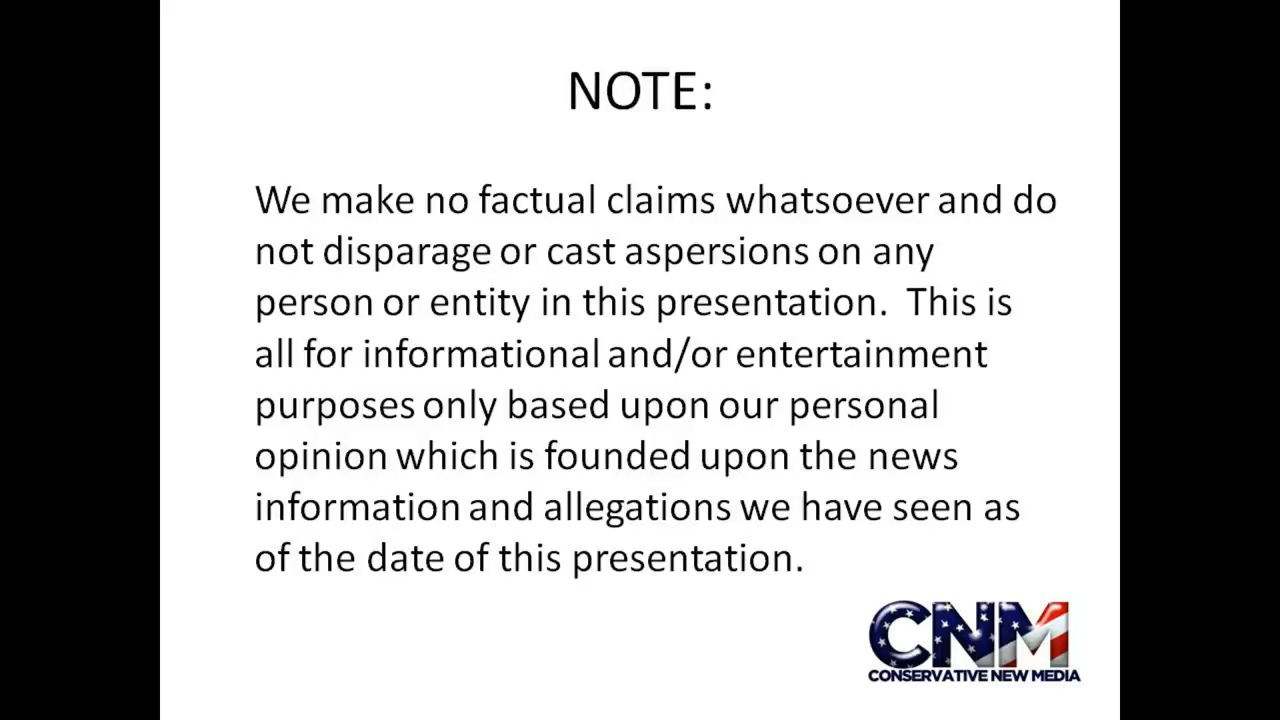 NOTE:
We make no factual claims whatsoever and do
not disparage or cast aspersions on any
person or entity in this presentation.  This is
all for informational and/or entertainment
purposes only based upon our personal
opinion which is founded upon the news
information and allegations we have seen as
of the date of this presentation.
CNM
CONSERVATIVE NEW MEDIA